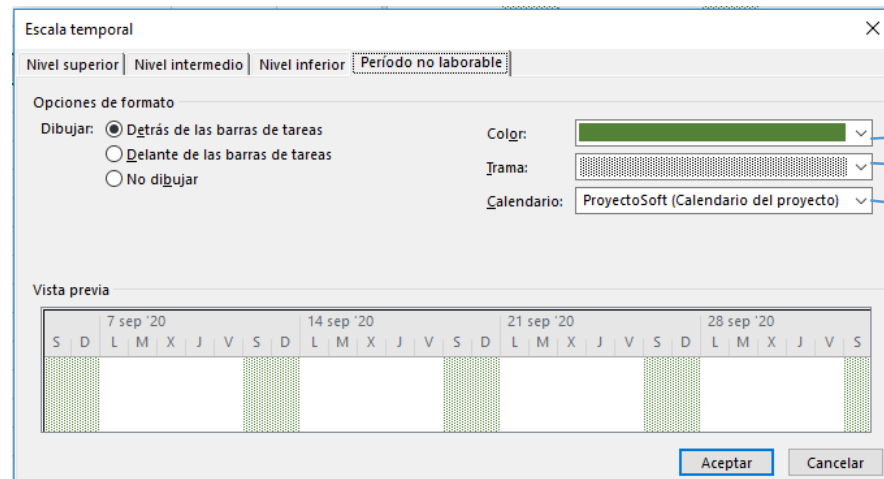 Escala temporal
Nivel superior Nivel intermedio Nivel inferior Período no laborable
Opciones de formato
Dibujar: Detrás de las barras de tareas
Delante de las barras de tareas
No dibujar
Color:
Trama:
Calendario: ProyectoSoft (Calendario del proyecto)
Vista previa
7 sep '20 14 sep '20 21 sep '20 28 sep '20
S D L M X J V S D L M X J V S D L M X J V S D L M X J V S
Aceptar Cancelar